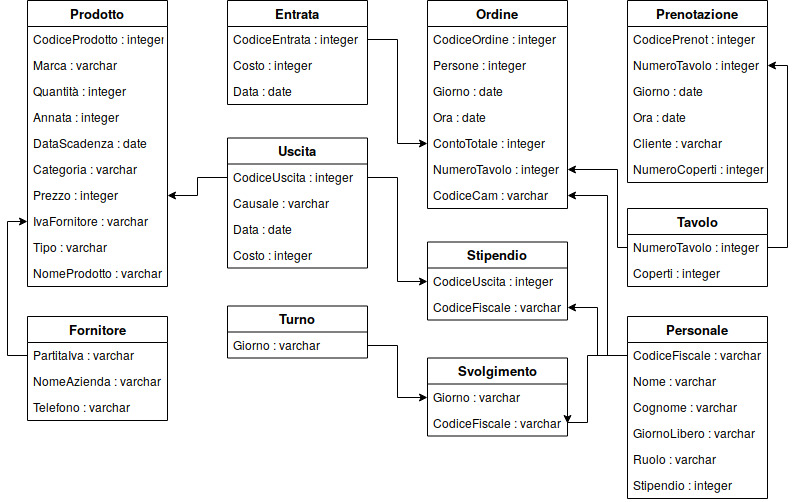 Prodotto
CodiceProdotto : integer
Marca : varchar
Quantità : integer
Annata : integer
DataScadenza : date
Categoria : varchar
Prezzo : integer
IvaFornitore : varchar
Tipo : varchar
NomeProdotto : varchar
Fornitore
PartitaIva : varchar
NomeAzienda : varchar
Telefono : varchar
Entrata
CodiceEntrata : integer
Costo : integer
Data : date
Uscita
CodiceUscita : integer
Causale : varchar
Data : date
Costo : integer
Turno
Giorno : varchar
Ordine
CodiceOrdine : integer
Persone : integer
Giorno : date
Ora : date
ContoTotale : integer
NumeroTavolo : integer
CodiceCam : varchar
Stipendio
CodiceUscita : integer
CodiceFiscale : varchar
Svolgimento
Giorno : varchar
CodiceFiscale : varchar
Prenotazione
CodicePrenot : integer
NumeroTavolo : integer
Giorno : date
Ora : date
Cliente : varchar
NumeroCoperti : integer
Tavolo
NumeroTavolo : integer
Coperti : integer
Personale
CodiceFiscale : varchar
Nome : varchar
Cognome : varchar
GiornoLibero : varchar
Ruolo : varchar
Stipendio : integer